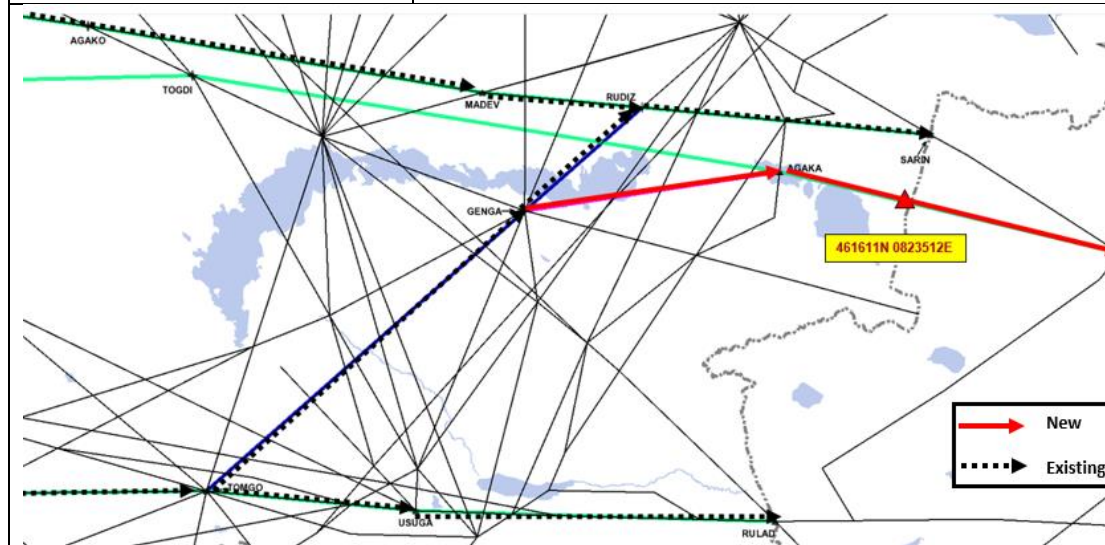 AGAKO
TOGDI
MADEV
RUDIZ
SARIN
AGAKA
GENGA
461611N 0823512E
New
Existing
TOMGO
USUGA
RULAD